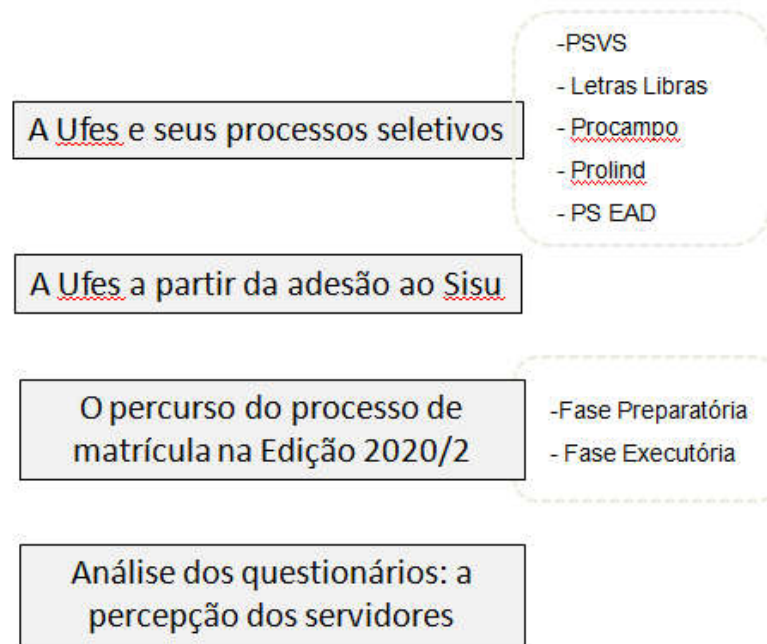 A Ufes e seus processos seletivos
-PSVS
- Letras Libras
- Procampo
- Prolind
- PS EAD
A Ufes a partir da adesão ao Sisu
O percurso do processo de
matrícula na Edição 2020/2
-Fase Preparatória
- Fase Executória
Análise dos questionários: a
percepção dos servidores